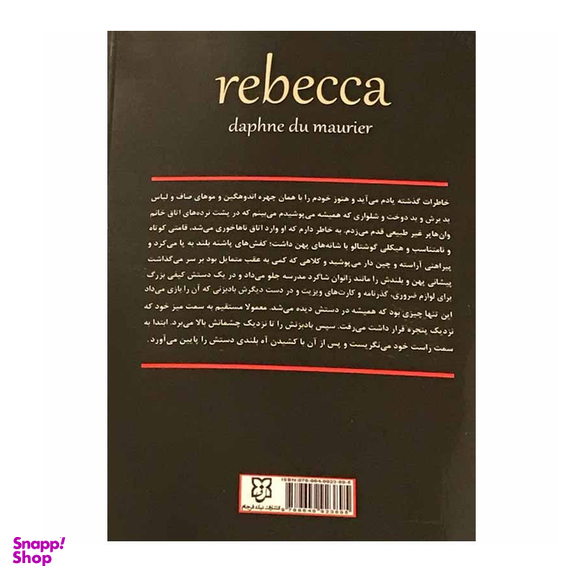 rebecca
daphne du maurier
خاطرات گذشته یادم می‌آید و هنوز خودم را با همان چهره اندوهگین و موهای صاف و لباس
بد برش و بد دوخت و شلواری که همیشه می‌پوشیدم می‌بینم که در پشت نرده‌های اتاق خانم
وان‌هاپر غیر طبیعی قدم می‌زدم. به خاطر دارم که او وارد اتاق ناهاخوری می‌شد. قامتی کوتاه
و نامتناسب و هیکلی گوشتالو با شانه‌های پهن داشت؛ کفش‌های پاشنه بلند به پا می‌کرد و
پیراهنی آراسته و چین دار می‌پوشید و کلاهی که کمی به عقب متمایل بود بر سر می‌گذاشت
پیشانی پهن و بلندش را مانند زانوان شاگرد مدرسه جلو می‌داد و در یک دستش کیفی بزرگ
برای لوازم ضروری، گذرنامه و کارت‌های ویزیت و در دست دیگرش بادبزنی که آن را بازی می‌داد
این تنها چیزی بود که همیشه در دستش دیده می‌شد. معمولا مستقیم به سمت میز خود که
نزدیک پنجره قرار داشت می‌رفت. سپس بادبزنش را تا نزدیک چشمانش بالا می‌برد. ابتدا به
سمت راست خود می‌نگریست و پس از آن با کشیدن آه بلندی دستش را پایین می‌آورد.
انتشارات نیک فرجام
Snapp!
Shop